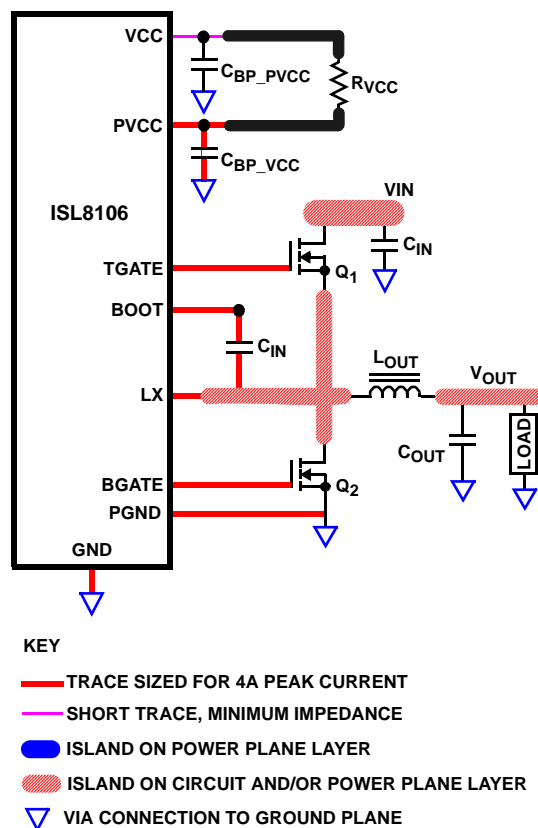 VCC
CBP_PVCC
RVCC
PVCC
CBP_VCC
ISL8106
VIN
CIN
TGATE
Q1
BOOT
CIN
LOUT
VOUT
LX
COUT
LOAD
BGATE
Q2
PGND
GND
KEY
TRACE SIZED FOR 4A PEAK CURRENT
SHORT TRACE, MINIMUM IMPEDANCE
ISLAND ON POWER PLANE LAYER
ISLAND ON CIRCUIT AND/OR POWER PLANE LAYER
VIA CONNECTION TO GROUND PLANE